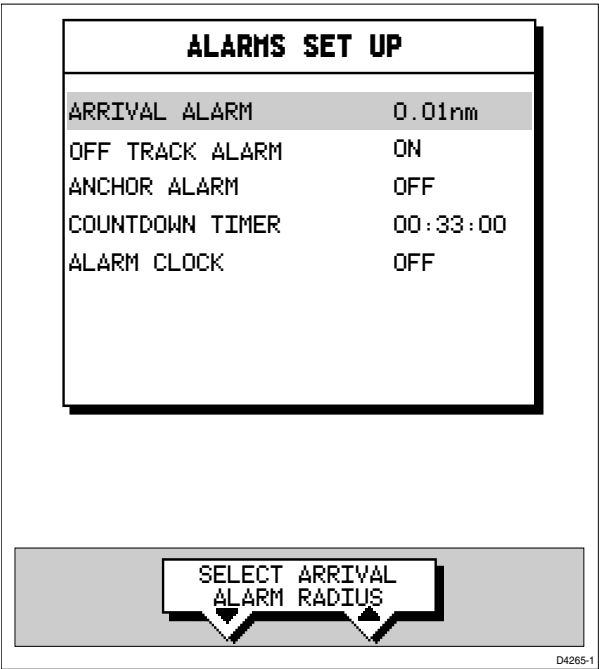 ALARMS SET UP
ARRIVAL ALARM 0.01nm
OFF TRACK ALARM ON
ANCHOR ALARM OFF
COUNTDOWN TIMER 00:33:00
ALARM CLOCK OFF
SELECT ARRIVAL
ALARM RADIUS
D4265-1